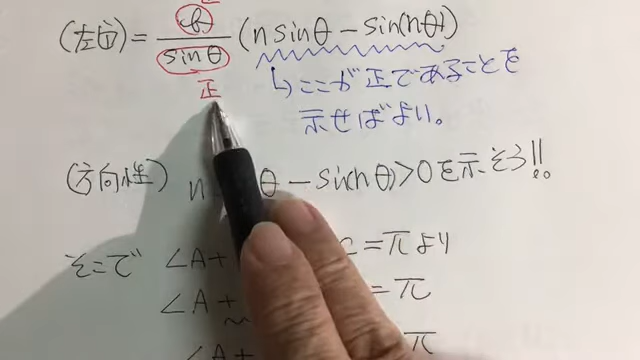 正
(左辺) = b/sinθ (n sinθ - sin(nθ))
正 ↳ ここが正であることを
示せばよい。
(方向性) n θ - sin(nθ) > 0 を示そう!!
そこで ∠A+ C = π より
∠A+ = π
∠A+ π